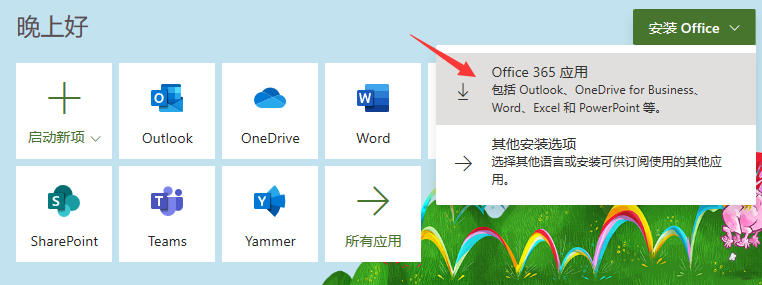 晚上好
安装 Office
Office 365 应用
包括 Outlook、OneDrive for Business、
Word、Excel 和 PowerPoint 等。
其他安装选项
选择其他语言或安装可供订阅使用的其他应
用。
启动新项
Outlook
OneDrive
Word
SharePoint
Teams
Yammer
所有应用